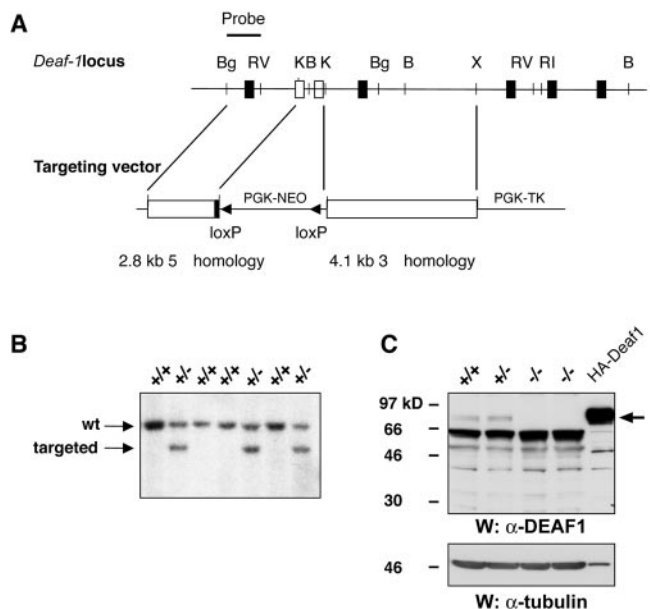 A
Probe
Deaf-1 locus
Bg RV K B K Bg B X RV RI B
Targeting vector
PGK-NEO PGK-TK
loxP loxP
2.8 kb 5 homology 4.1 kb 3 homology
B
+/+ +/- +/+ +/+ +/- +/+ +/-
wt
targeted
C
+/+ +/- -/- -/- HA-Deaf1
97 kD
66
46
30
W: α-DEAF1
46
W: α-tubulin